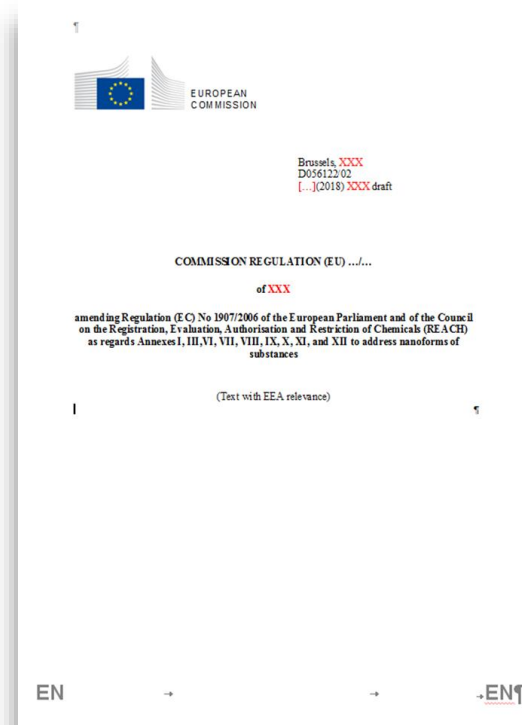 ¶
EUROPEAN
COMMISSION
Brussels, XXX
D056122/02
[…](2018) XXX draft
COMMISSION REGULATION (EU) …/…
of XXX
amending Regulation (EC) No 1907/2006 of the European Parliament and of the Council
on the Registration, Evaluation, Authorisation and Restriction of Chemicals (REACH)
as regards Annexes I, III,VI, VII, VIII, IX, X, XI, and XII to address nanoforms of
substances
(Text with EEA relevance)
¶
EN → → →EN¶